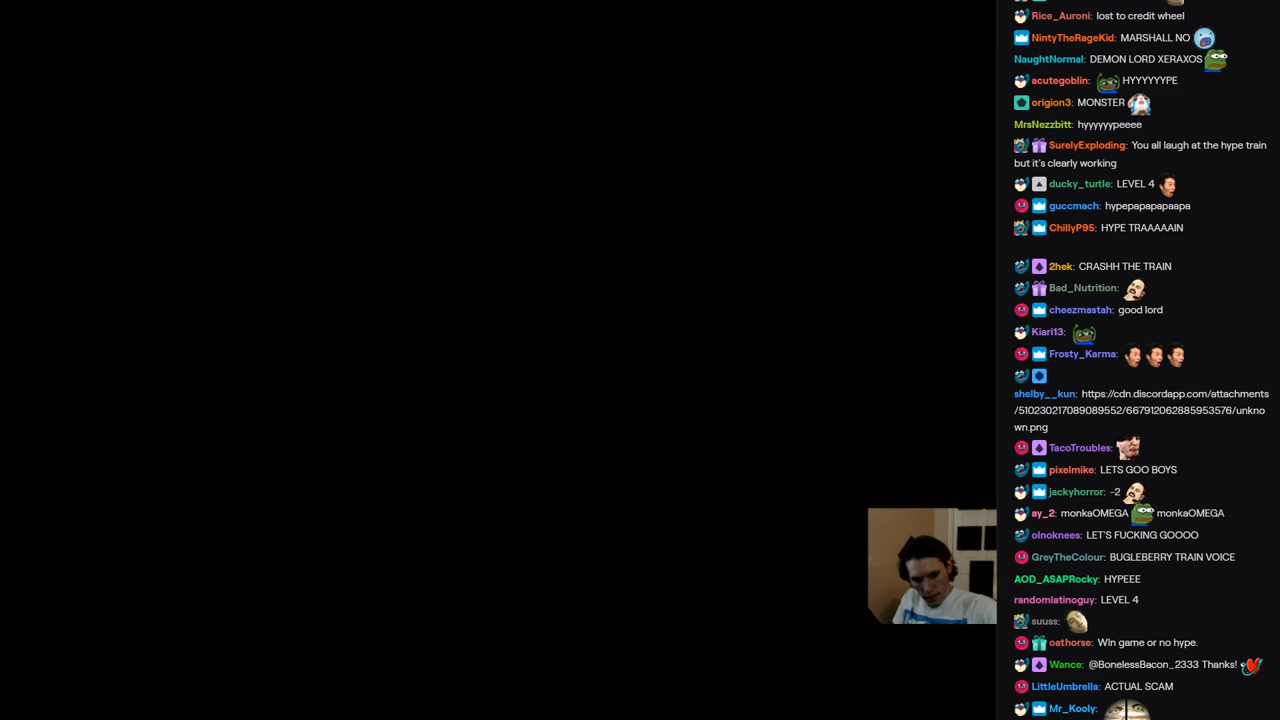 Rice_Auroni: lost to credit wheel
NintyTheRageKid: MARSHALL NO
NaughtNormal: DEMON LORD XERAXOS
acutegoblin: HYYYYYYPE
origion3: MONSTER
MrsNezzbitt: hyyyyyypeeee
SurelyExploding: You all laugh at the hype train
but it's clearly working
ducky_turtle: LEVEL 4
guccmach: hypepapapapaapa
ChillyP95: HYPE TRAAAAAIN
2hek: CRASHH THE TRAIN
Bad_Nutrition:
cheezmastah: good lord
Kiari13:
Frosty_Karma:
shelby__kun: https://cdn.discordapp.com/attachments
/510230217089089552/667912062885953576/unkno
wn.png
TacoTroubles:
pixelmike: LETS GOO BOYS
jackyhorror: -2
ay_2: monkaOMEGA monkaOMEGA
olnoknees: LET'S FUCKING GOOOO
GreyTheColour: BUGLEBERRY TRAIN VOICE
AOD_ASAPRocky: HYPEEE
randomlatinoguy: LEVEL 4
suuss:
oathorse: WIn game or no hype.
Wance: @BonelessBacon_2333 Thanks!
LittleUmbrella: ACTUAL SCAM
Mr_Kooly: